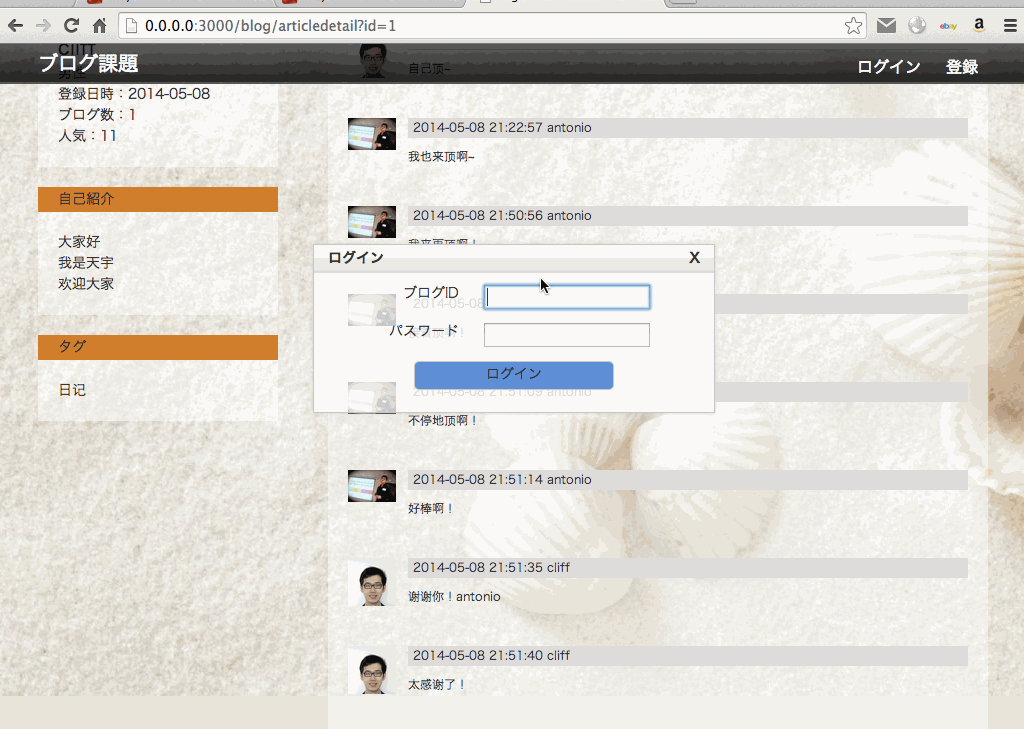 0.0.0.0:3000/blog/articledetail?id=1
ebay
a
ブログ課題
ログイン
登録
CIITT
登録日時：2014-05-08
ブログ数：1
人気：11
自己紹介
大家好
我是天宇
欢迎大家
タグ
日记
自己顶~
2014-05-08 21:22:57 antonio
我也来顶啊~
2014-05-08 21:50:56 antonio
我来再顶啊！
ログイン
X
ブログID
パスワード
ログイン
2014-05-08
2014-05-08 21:51:09 antonio
不停地顶啊！
2014-05-08 21:51:14 antonio
好棒啊！
2014-05-08 21:51:35 cliff
谢谢你！antonio
2014-05-08 21:51:40 cliff
太感谢了！